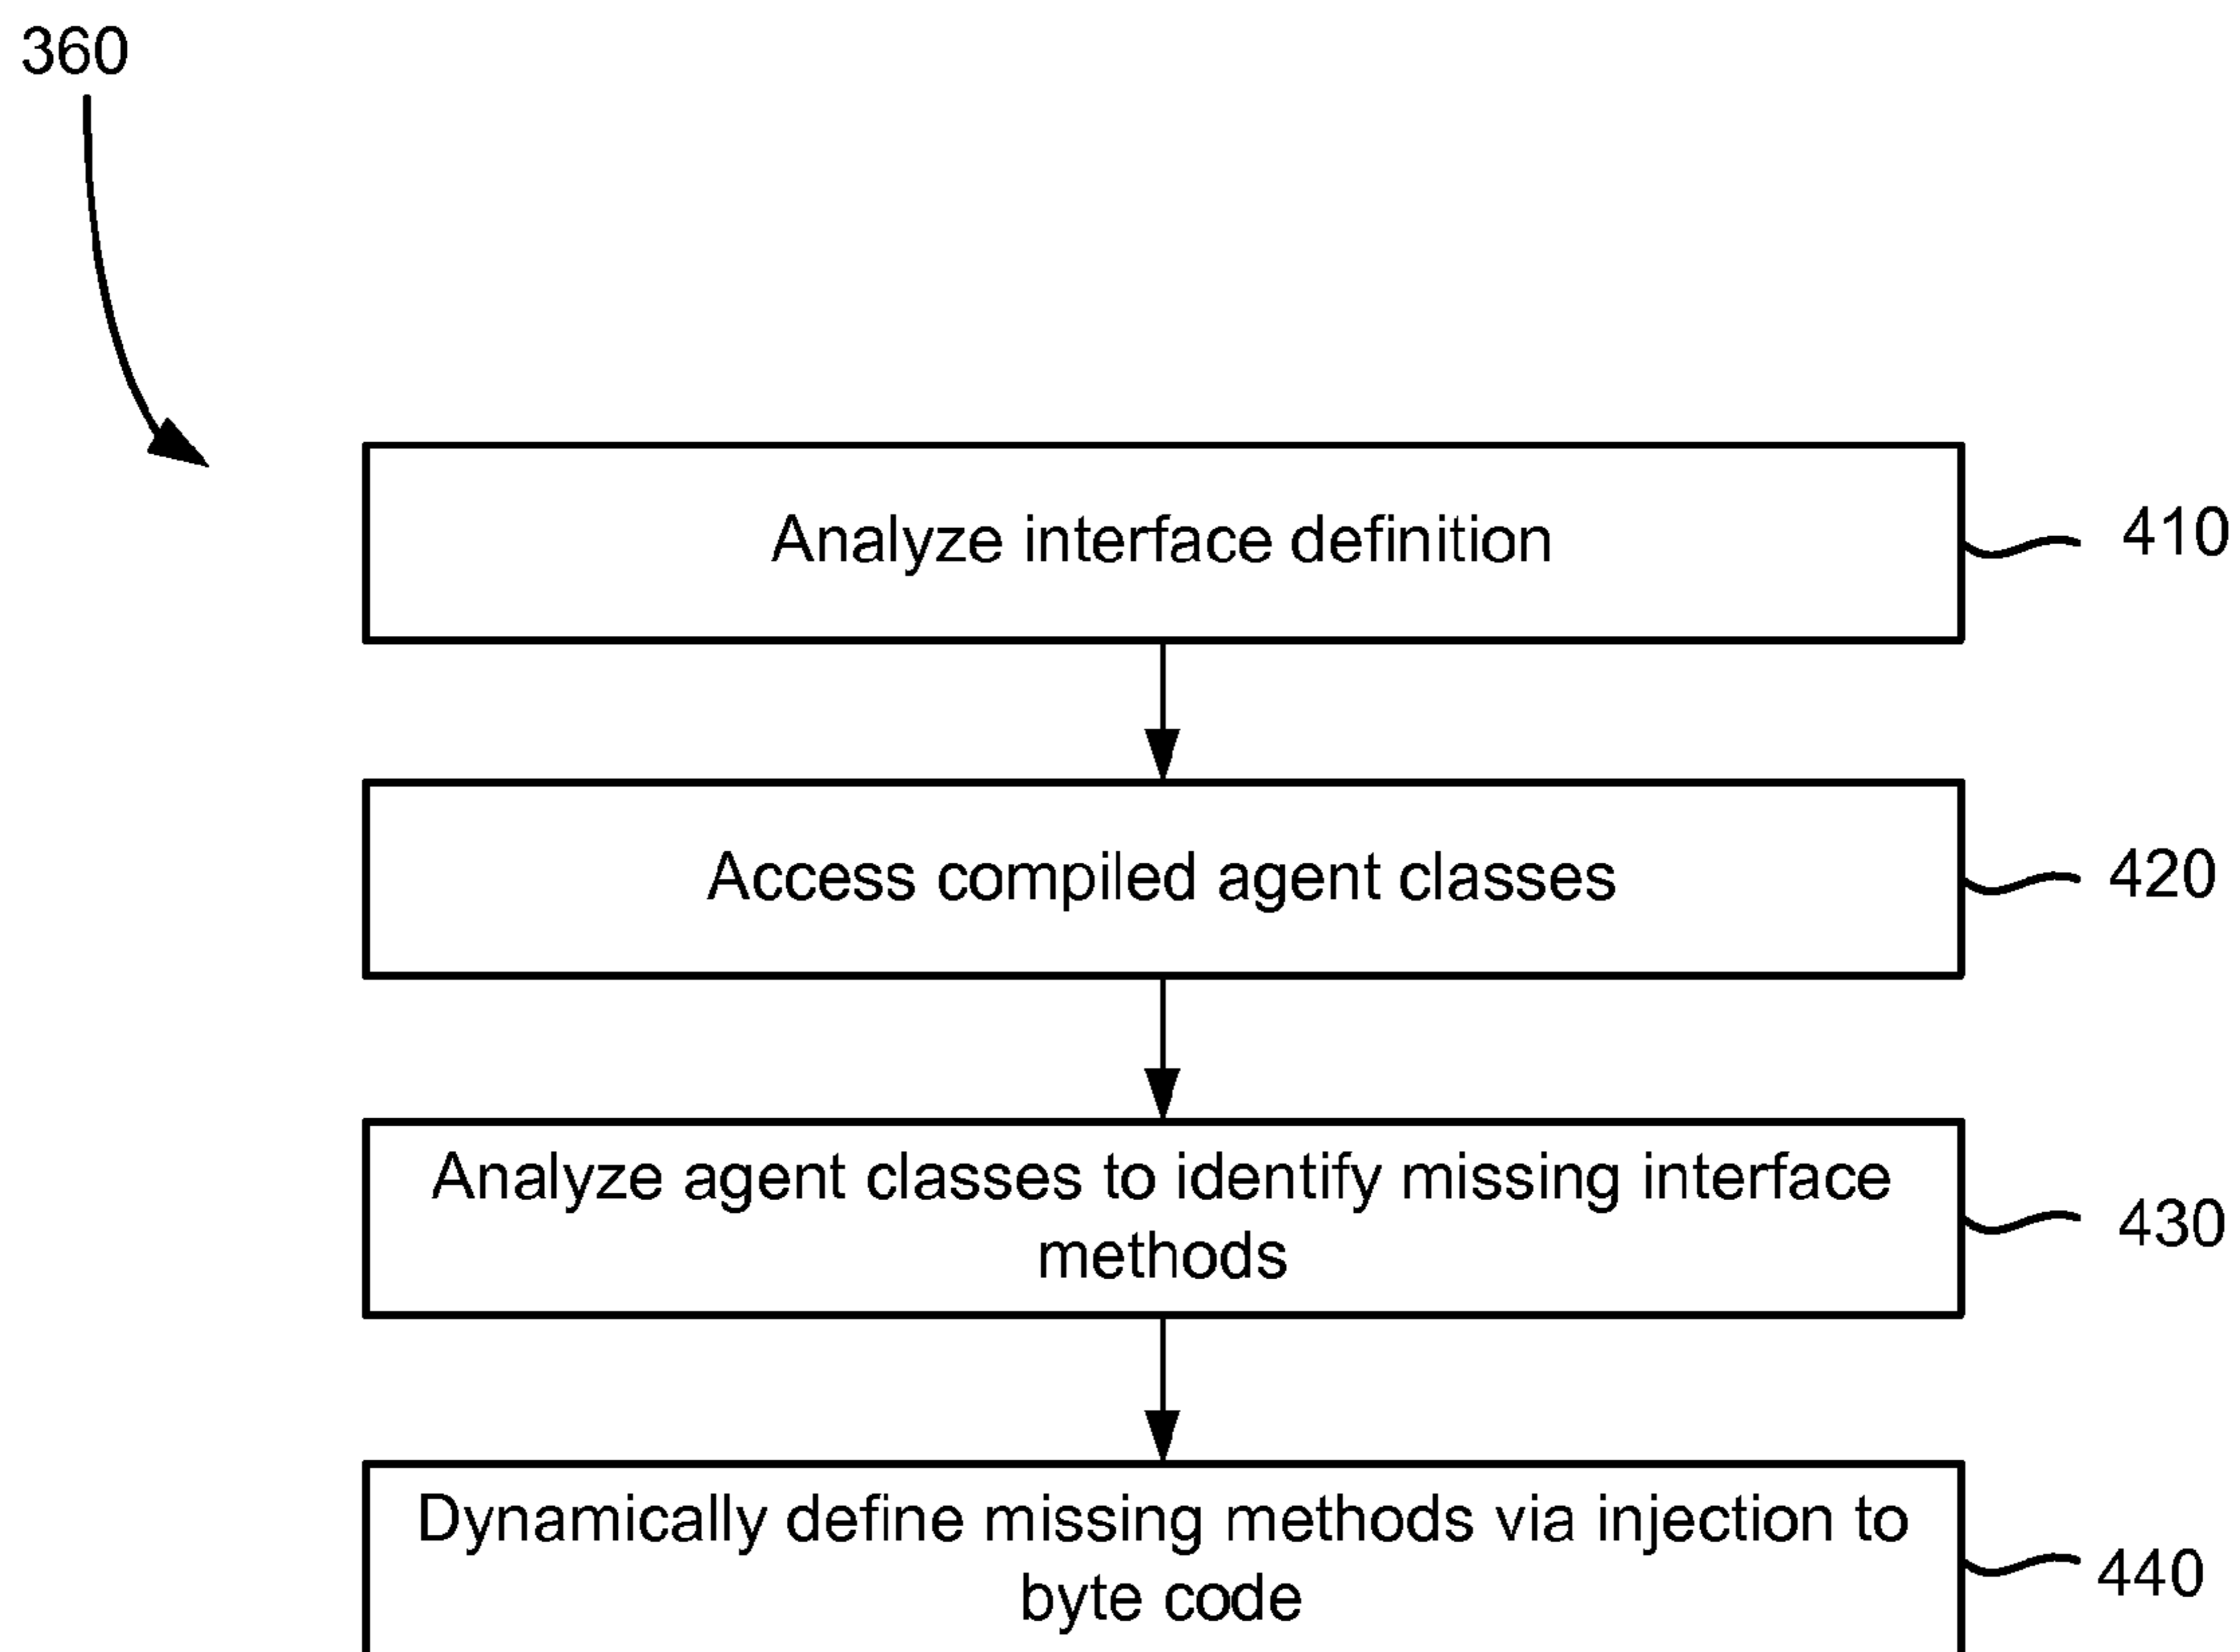 360
Analyze interface definition
410
Access compiled agent classes
420
Analyze agent classes to identify missing interface
methods
430
Dynamically define missing methods via injection to
byte code
440